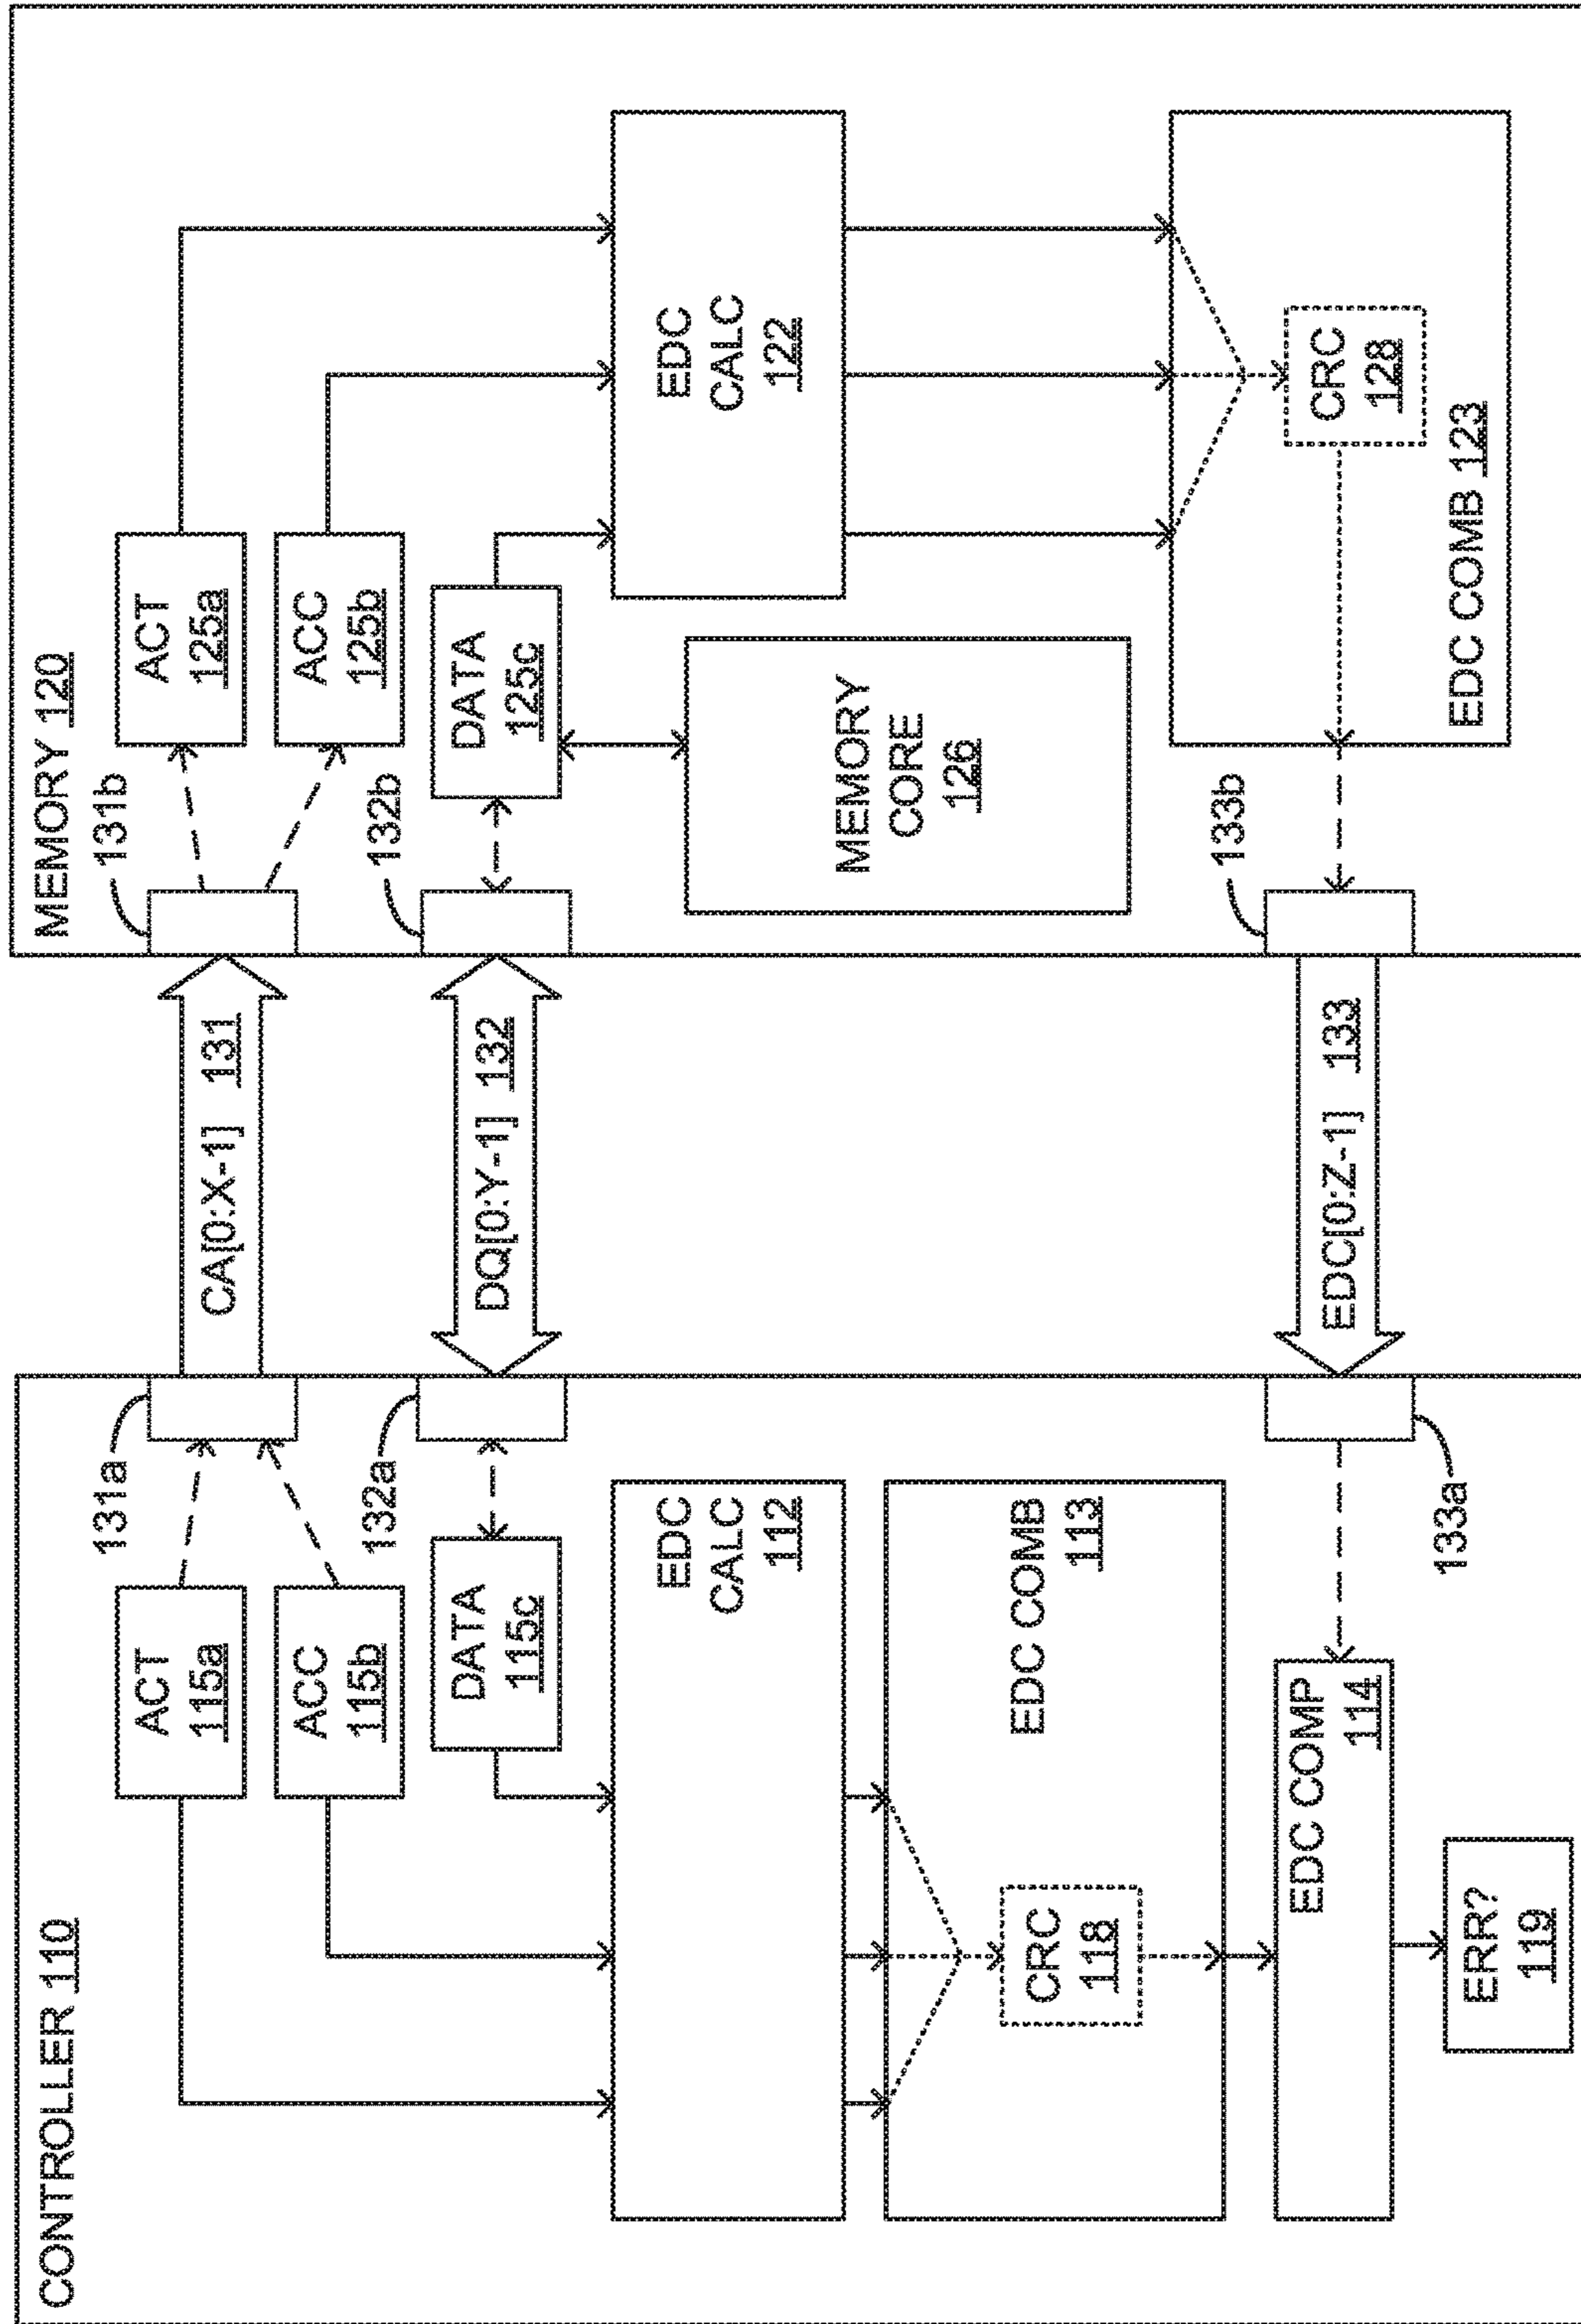 CONTROLLER 110
ACT
115a
ACC
115b
DATA
115c
131a
132a
EDC
CALC
112
EDC COMB 113
CRC
118
EDC COMP
114
ERR?
119
133a
CA[0:X-1] 131
DQ[0:Y-1] 132
EDC[0:Z-1] 133
MEMORY 120
131b
132b
133b
ACT
125a
ACC
125b
DATA
125c
MEMORY
CORE
126
EDC
CALC
122
CRC
128
EDC COMB 123